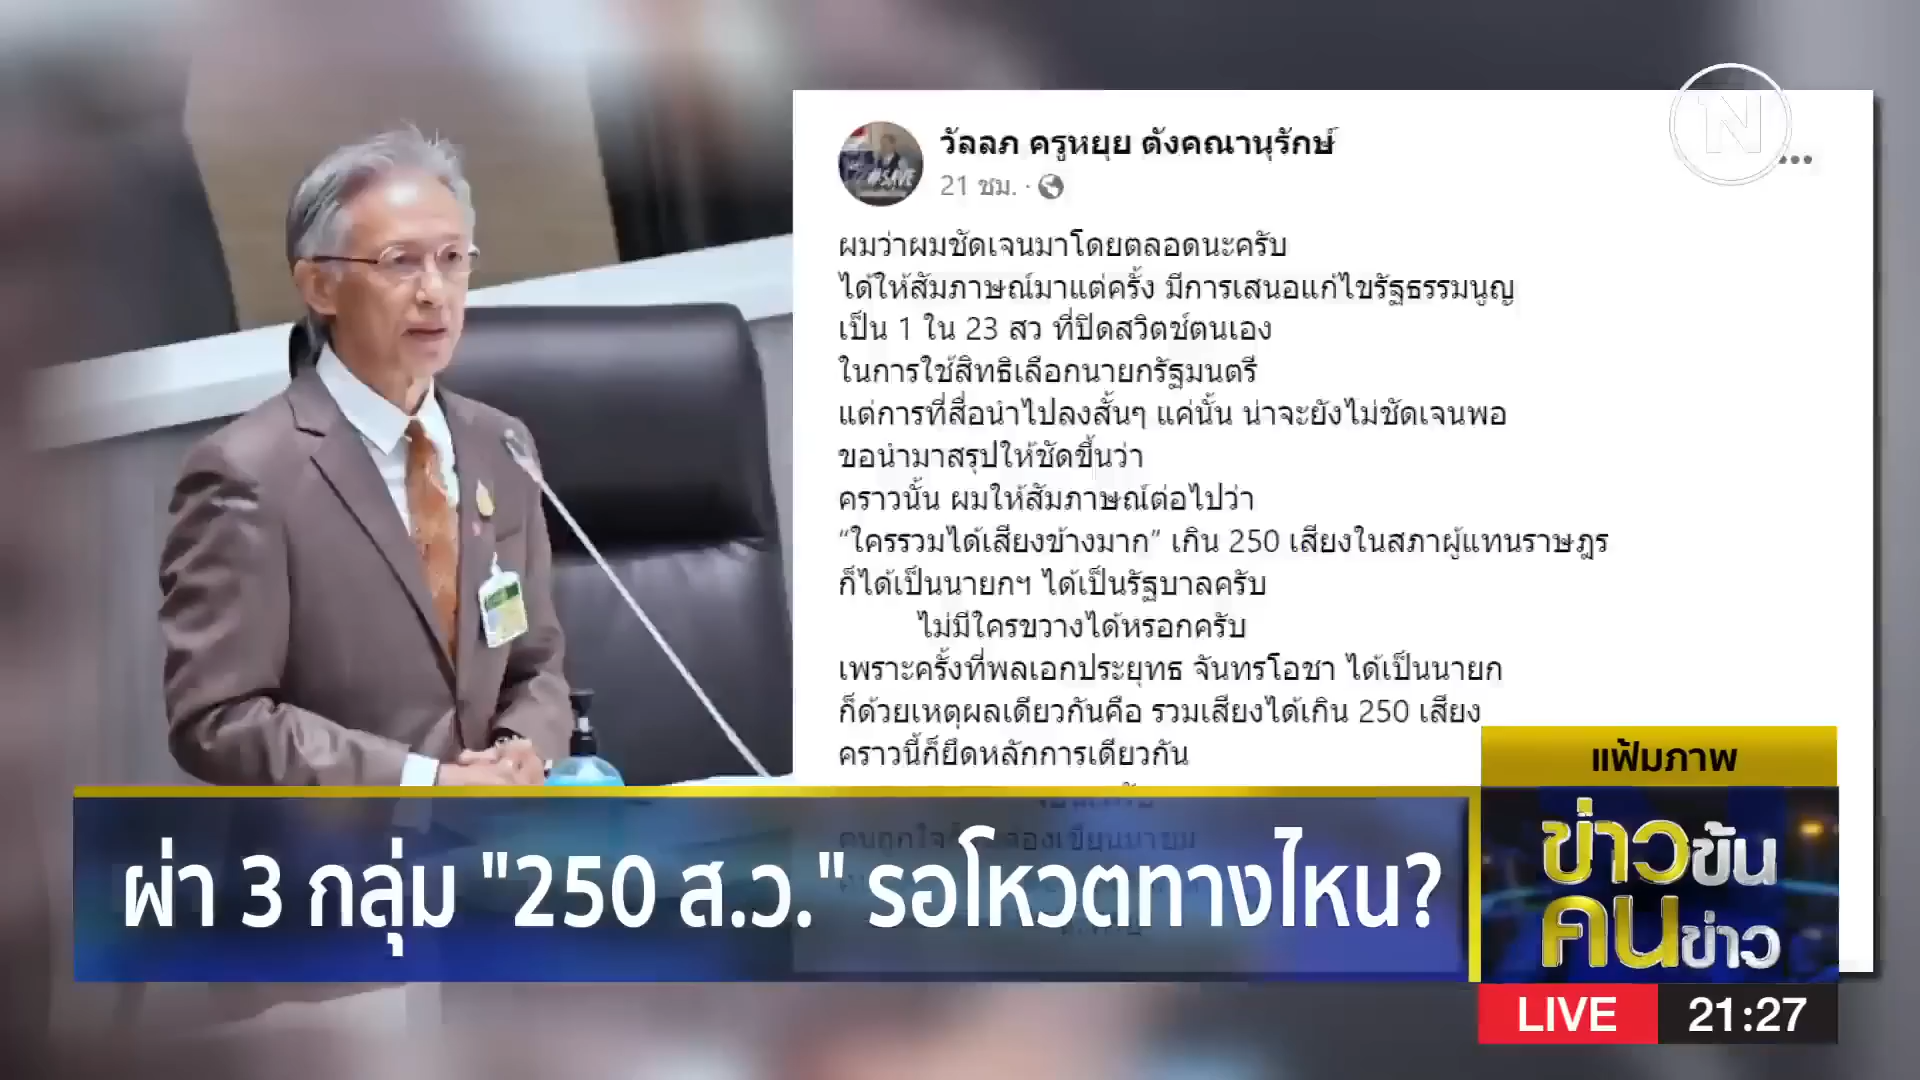 N
วัลลภ ครูหยุย ตังคณานุรักษ์
21 ชม. ·
#SAVE
ผมว่าผมชัดเจนมาโดยตลอดนะครับ
ได้ให้สัมภาษณ์มาแต่ครั้ง มีการเสนอแก้ไขรัฐธรรมนูญ
เป็น 1 ใน 23 สว ที่ปิดสวิตช์ตนเอง
ในการใช้สิทธิเลือกนายกรัฐมนตรี
แต่การที่สื่อนำไปลงสั้นๆ แค่นั้น น่าจะยังไม่ชัดเจนพอ
ขอนำมาสรุปให้ชัดขึ้นว่า
คราวนั้น ผมให้สัมภาษณ์ต่อไปว่า
“ใครรวมได้เสียงข้างมาก” เกิน 250 เสียงในสภาผู้แทนราษฎร
ก็ได้เป็นนายกฯ ได้เป็นรัฐบาลครับ
ไม่มีใครขวางได้หรอกครับ
เพราะครั้งที่พลเอกประยุทธ จันทรโอชา ได้เป็นนายก
ก็ด้วยเหตุผลเดียวกันคือ รวมเสียงได้เกิน 250 เสียง
คราวนี้ก็ยึดหลักการเดียวกัน
แฟ้มภาพ
ผ่า 3 กลุ่ม "250 ส.ว." รอโหวตทางไหน?
ข่าวข้น
คนข่าว
LIVE 21:27